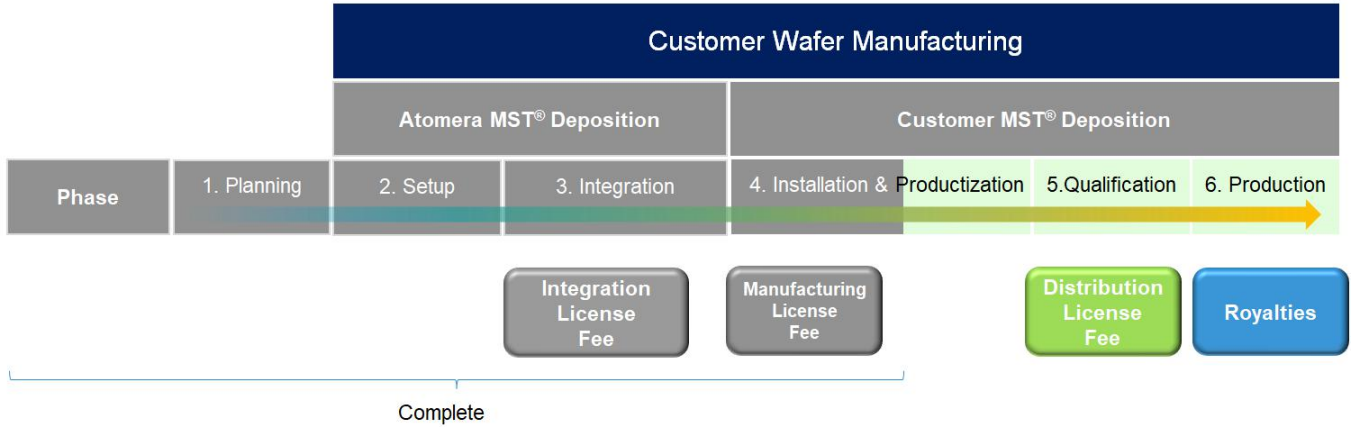 Customer Wafer Manufacturing
Atomera MST® Deposition
Customer MST® Deposition
Phase
1. Planning
2. Setup
3. Integration
4. Installation & Productization
5.Qualification
6. Production
Integration
License
Fee
Manufacturing
License
Fee
Distribution
License
Fee
Royalties
Complete